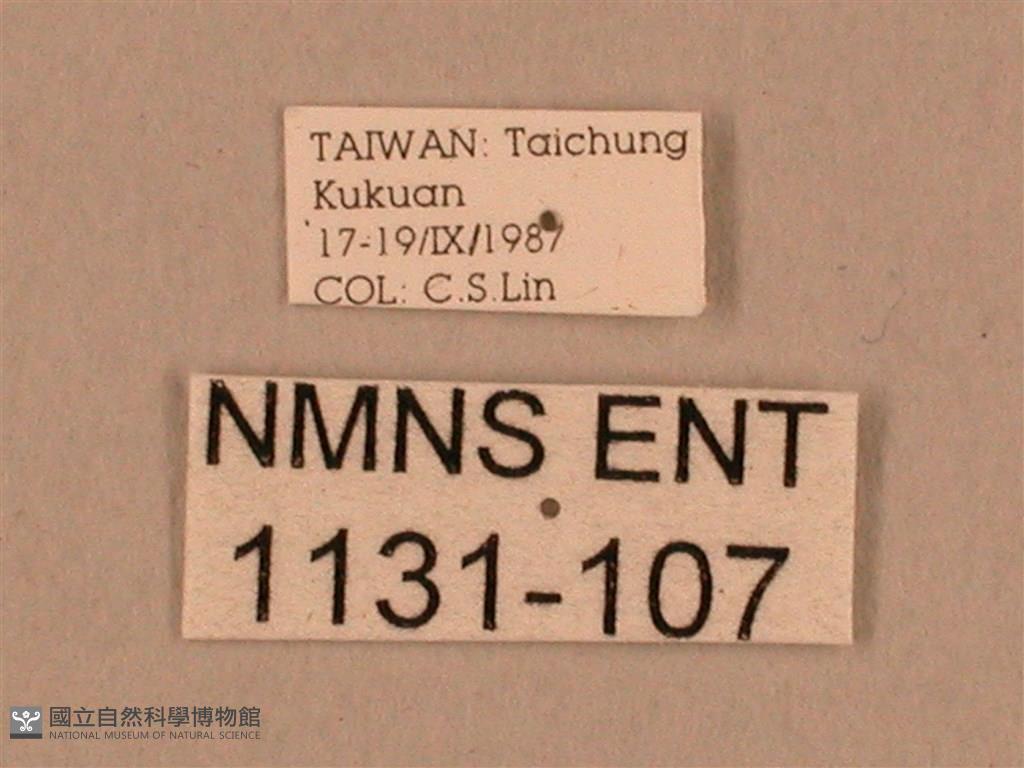 TAIWAN: Taichung
Kukuan
17-19/IX/1987
COL: C.S.Lin
NMNS ENT
1131-107
國立自然科學博物館
NATIONAL MUSEUM OF NATURAL SCIENCE